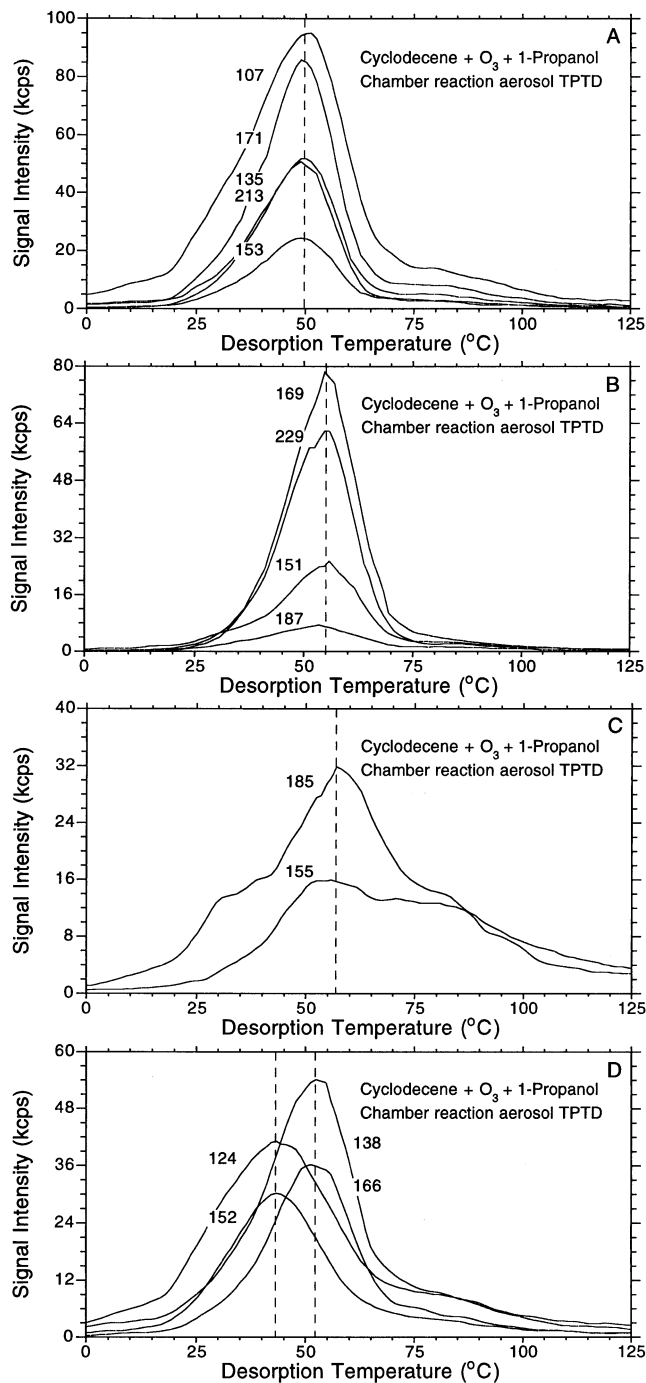 A
Cyclodecene + O3 + 1-Propanol
Chamber reaction aerosol TPTD
Signal Intensity (kcps)
100
80
60
40
20
0
107
171
135
213
153
0 25 50 75 100 125
Desorption Temperature (°C)
B
Cyclodecene + O3 + 1-Propanol
Chamber reaction aerosol TPTD
Signal Intensity (kcps)
80
64
48
32
16
0
169
229
151
187
0 25 50 75 100 125
Desorption Temperature (°C)
C
Cyclodecene + O3 + 1-Propanol
Chamber reaction aerosol TPTD
Signal Intensity (kcps)
40
32
24
16
8
0
185
155
0 25 50 75 100 125
Desorption Temperature (°C)
D
Cyclodecene + O3 + 1-Propanol
Chamber reaction aerosol TPTD
Signal Intensity (kcps)
60
48
36
24
12
0
138
124
166
152
0 25 50 75 100 125
Desorption Temperature (°C)